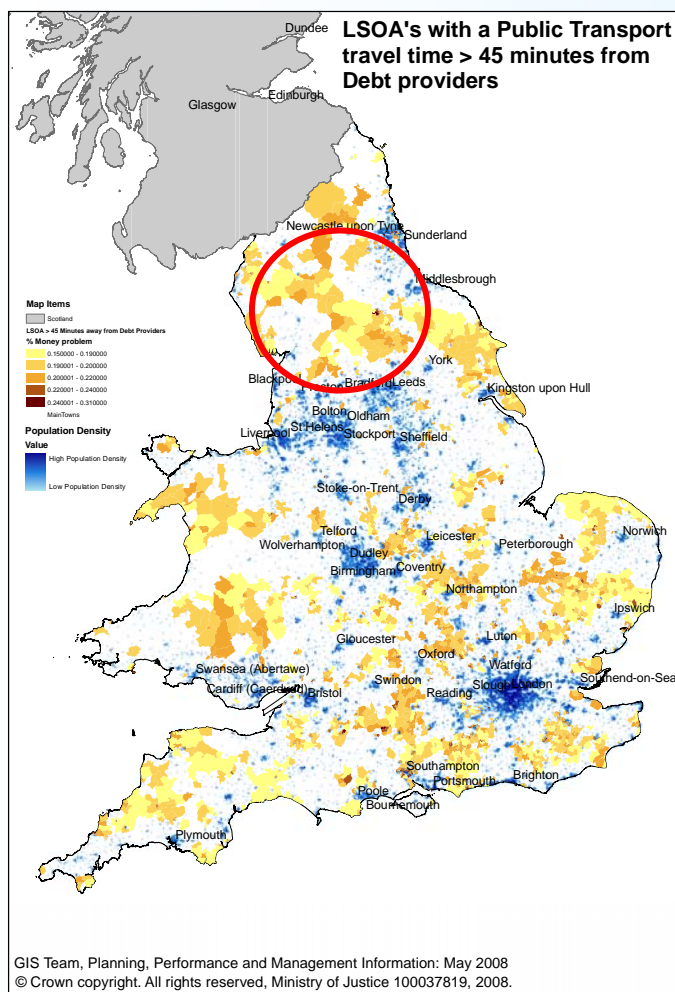 LSOA's with a Public Transport
travel time > 45 minutes from
Debt providers
Dundee
Edinburgh
Glasgow
Newcastle upon Tyne
Sunderland
Middlesbrough
Map Items
Scotland
LSOA > 45 Minutes away from Debt Providers
% Money problem
0.150000 - 0.190000
0.190001 - 0.200000
0.200001 - 0.220000
0.220001 - 0.240000
0.240001 - 0.310000
MainTowns
Population Density
Value
High Population Density
Low Population Density
York
Blackpool
Preston
Bradford
Leeds
Kingston upon Hull
Bolton
Oldham
Liverpool
St Helens
Stockport
Sheffield
Stoke-on-Trent
Derby
Telford
Leicester
Norwich
Wolverhampton
Peterborough
Dudley
Birmingham
Coventry
Northampton
Ipswich
Gloucester
Luton
Oxford
Watford
Swansea (Abertawe)
Swindon
Slough
London
Southend-on-Sea
Cardiff (Caerdydd)
Bristol
Reading
Southampton
Portsmouth
Brighton
Poole
Bournemouth
Plymouth
GIS Team, Planning, Performance and Management Information: May 2008
© Crown copyright. All rights reserved, Ministry of Justice 100037819, 2008.